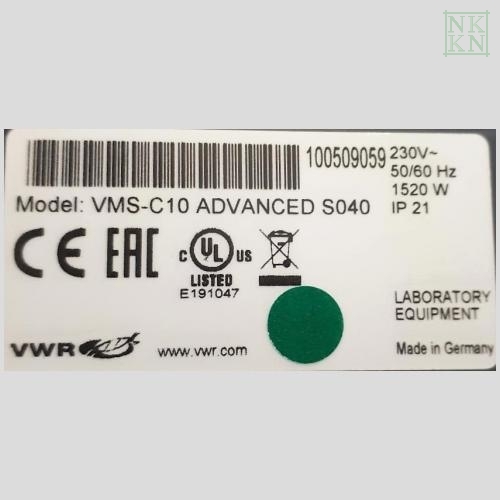 NK
KN
100509059
230V~
50/60 Hz
1520 W
IP 21
Model: VMS-C10 ADVANCED S040
CE EAC
C UL US
LISTED
E191047
LABORATORY
EQUIPMENT
VWR
www.vwr.com
Made in Germany